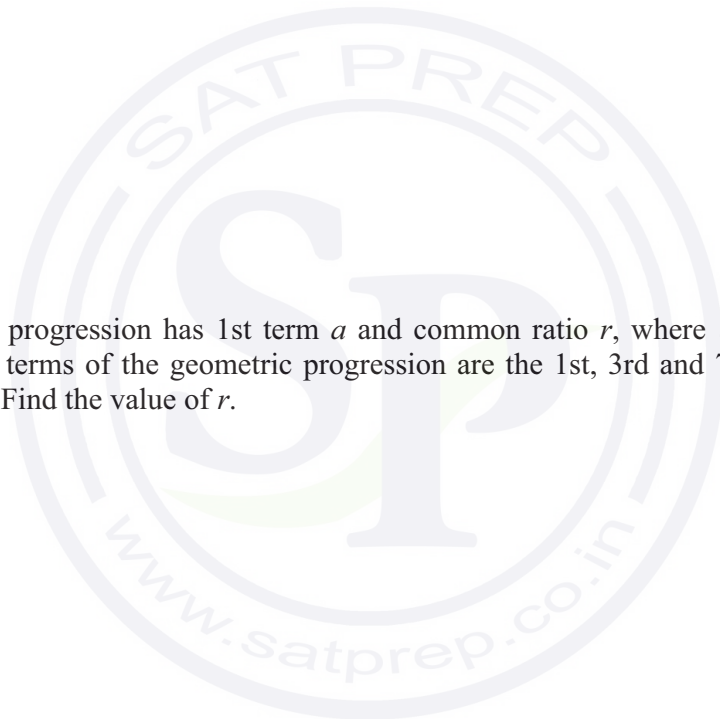 SAT PREP
SP
progression has 1st term a and common ratio r, where
terms of the geometric progression are the 1st, 3rd and
Find the value of r.
www.satprep.co.in